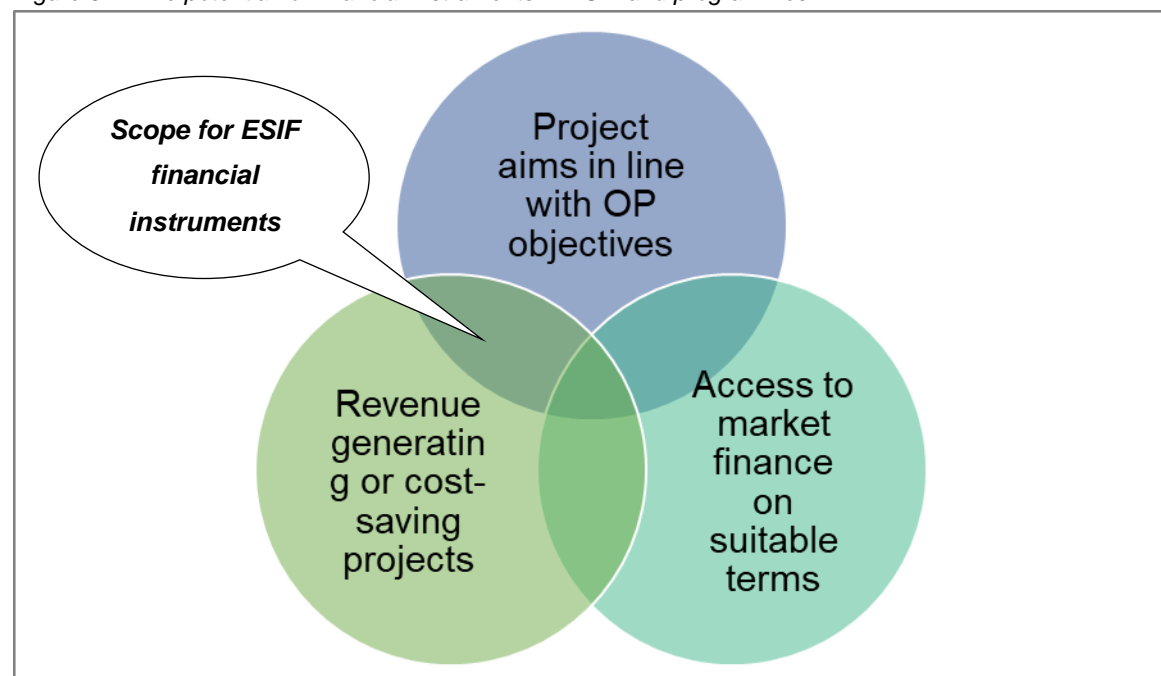 Scope for ESIF
financial
instruments
Project
aims in line
with OP
objectives
Revenue
generatin
g or cost-
saving
projects
Access to
market
finance
on
suitable
terms